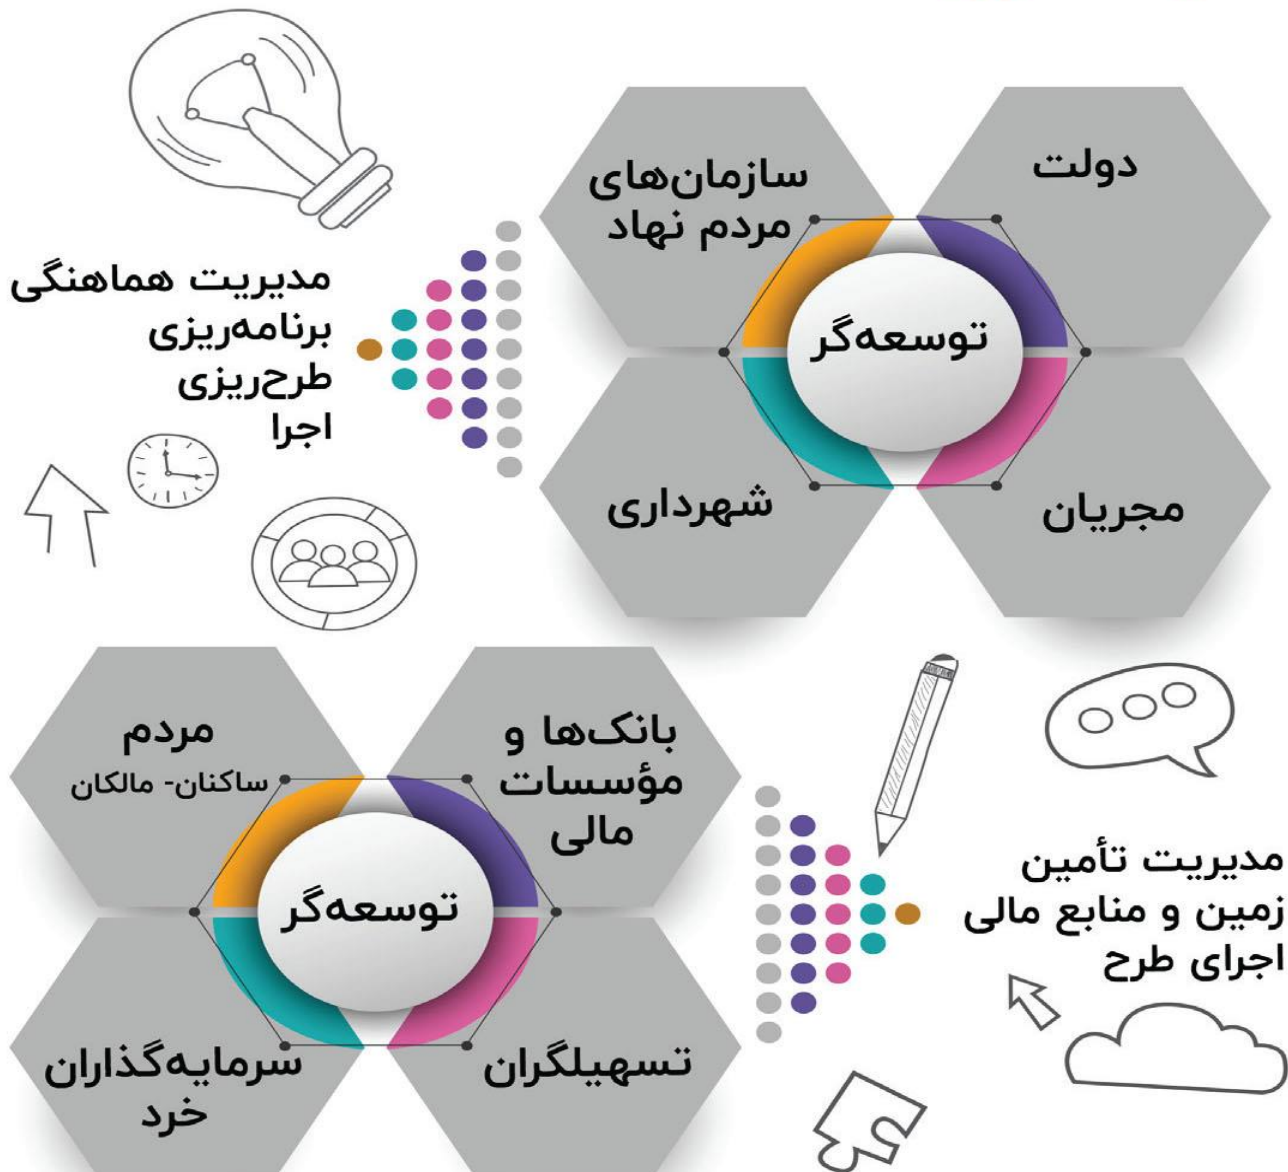 دولت
سازمان‌های
مردم نهاد
توسعه‌گر
مجریان
شهرداری
مدیریت هماهنگی
برنامه‌ریزی
طرح‌ریزی
اجرا
بانک‌ها و
مؤسسات
مالی
مردم
ساکنان- مالکان
توسعه‌گر
تسهیلگران
سرمایه‌گذاران
خرد
مدیریت تأمین
زمین و منابع مالی
اجرای طرح